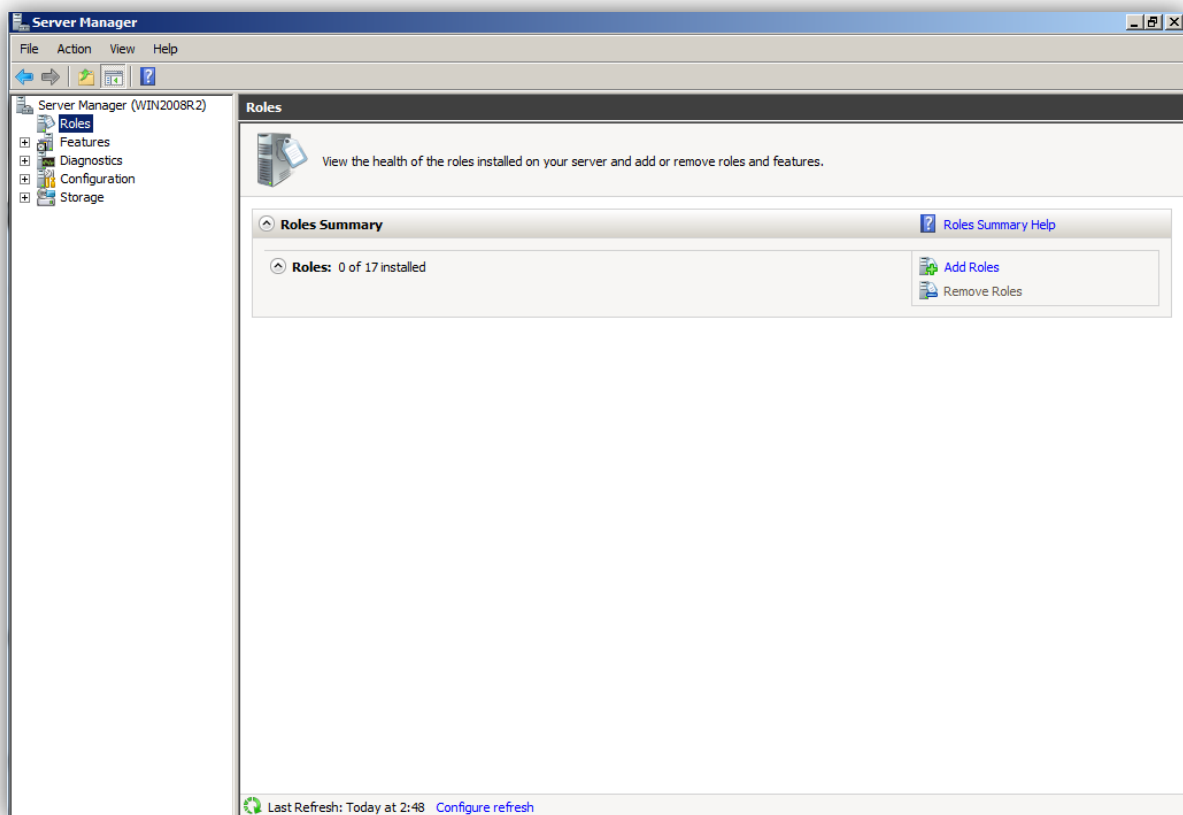 Server Manager
File Action View Help
Server Manager (WIN2008R2)
Roles
Features
Diagnostics
Configuration
Storage
Roles
View the health of the roles installed on your server and add or remove roles and features.
Roles Summary
Roles Summary Help
Roles: 0 of 17 installed
Add Roles
Remove Roles
Last Refresh: Today at 2:48 Configure refresh